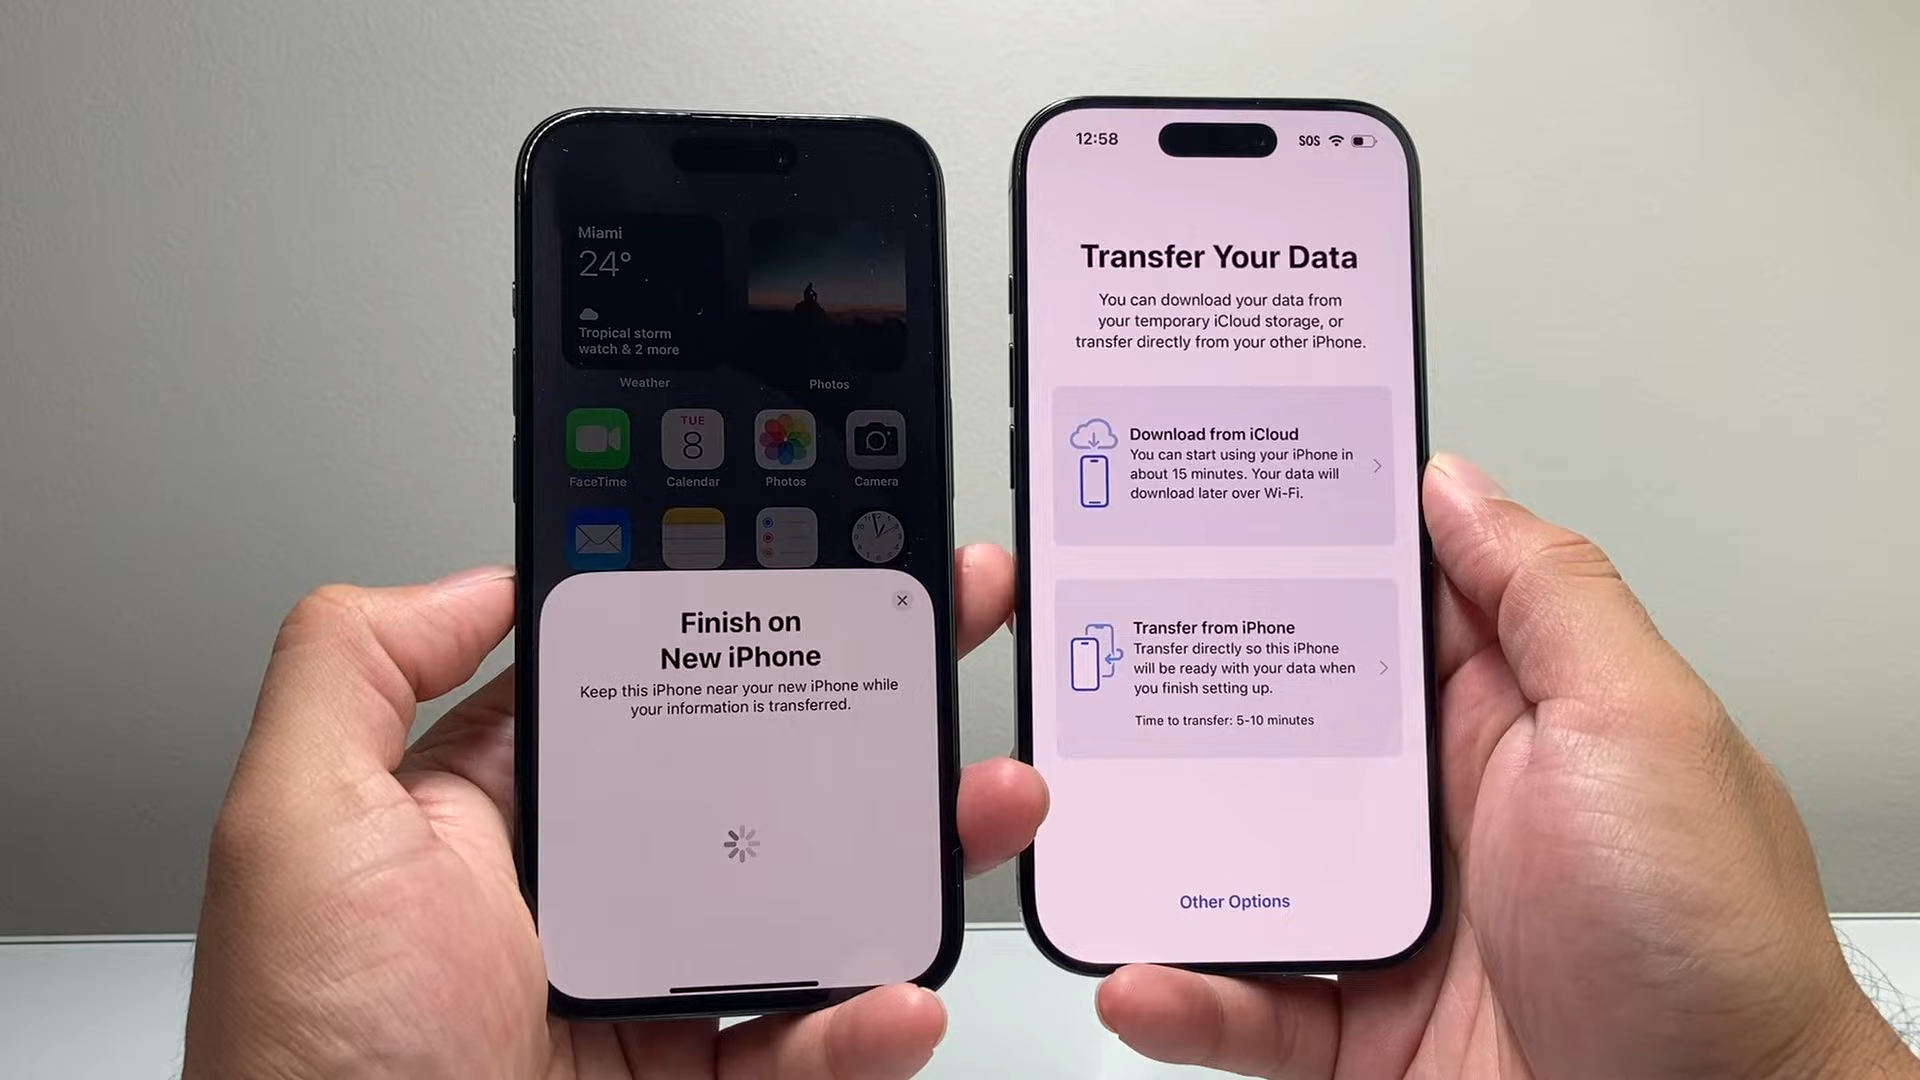 Miami
24°
Tropical storm
watch & 2 more
Weather
Photos
FaceTime
TUE
8
Calendar
Photos
Camera
Finish on
New iPhone
Keep this iPhone near your new iPhone while
your information is transferred.
12:58
SOS
Transfer Your Data
You can download your data from
your temporary iCloud storage, or
transfer directly from your other iPhone.
Download from iCloud
You can start using your iPhone in
about 15 minutes. Your data will
download later over Wi-Fi.
Transfer from iPhone
Transfer directly so this iPhone
will be ready with your data when
you finish setting up.
Time to transfer: 5-10 minutes
Other Options